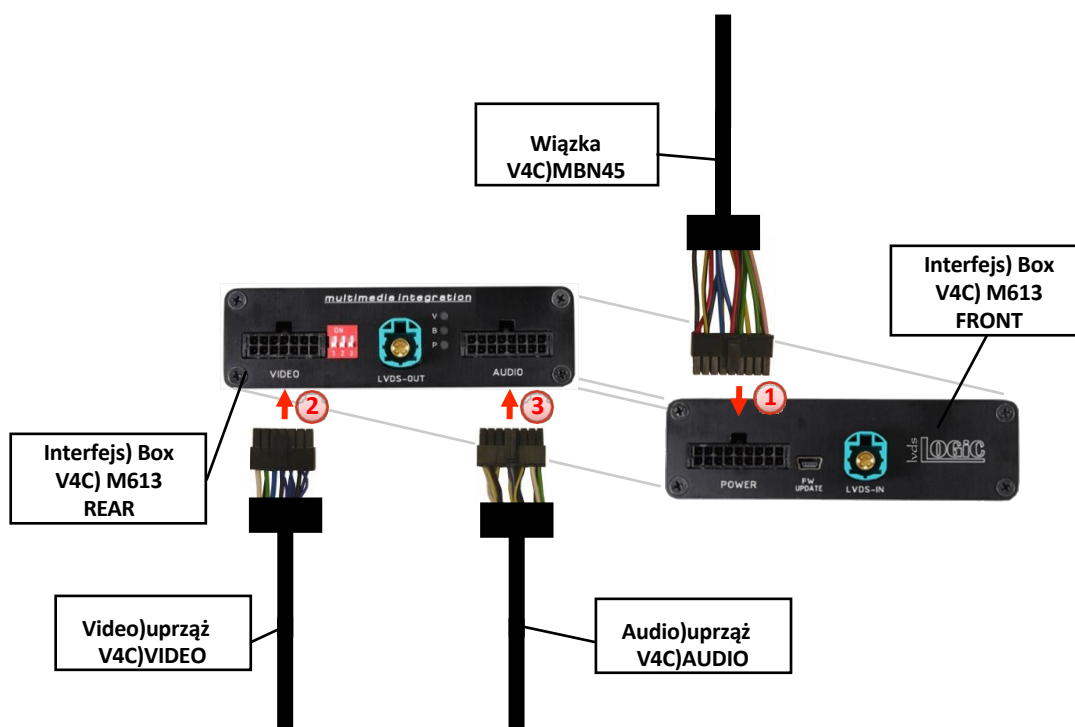 Wiązka
V4C)MBN45
Interfejs) Box
V4C) M613
FRONT
multimedia integration
V
B
P
ON
1 2 3
VIDEO
LVDS-OUT
AUDIO
2
3
1
Interfejs) Box
V4C) M613
REAR
POWER
FW
UPDATE
LVDS-IN
lvds
LOGiC
Video)uprząż
V4C)VIDEO
Audio)uprząż
V4C)AUDIO